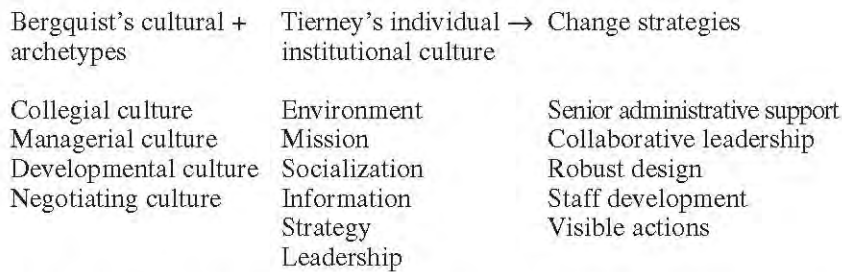 Bergquist's cultural + Tierney's individual → Change strategies
archetypes institutional culture
Collegial culture Environment Senior administrative support
Managerial culture Mission Collaborative leadership
Developmental culture Socialization Robust design
Negotiating culture Information Staff development
Strategy Visible actions
Leadership